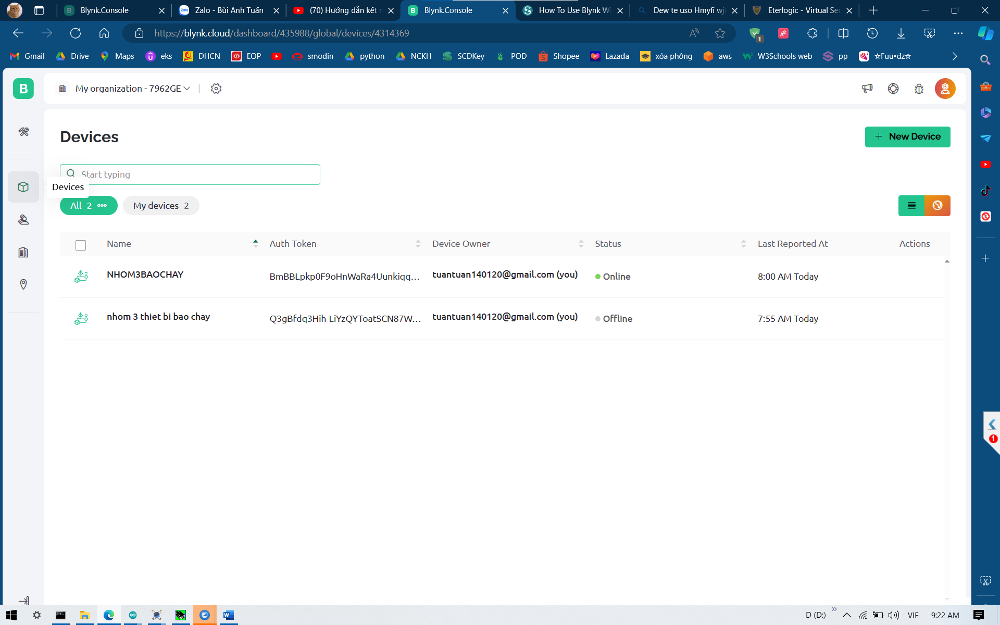 Blynk.Console
Zalo - Bùi Anh Tuấn
(70) Hướng dẫn kết n
Blynk.Console
How To Use Blynk Wi
Dew te uso Hmyfi wjl
Eterlogic - Virtual Ser
https://blynk.cloud/dashboard/435988/global/devices/4314369
1
Gmail
Drive
Maps
eks
ĐHCN
EOP
smodin
python
NCKH
SCDKey
POD
Shopee
Lazada
xóa phông
aws
W3Schools web
pp
☆Fuu•đz☆
B
My organization - 7962GE
Devices
New Device
Start typing
Devices
All 2
My devices 2
Name
Auth Token
Device Owner
Status
Last Reported At
Actions
NHOM3BAOCHAY
BmBBLpkp0F9oHnWaRa4Uunkiqq...
tuantuan140120@gmail.com (you)
Online
8:00 AM Today
nhom 3 thiet bi bao chay
Q3gBfdq3Hih-LiYzQYToatSCN87W...
tuantuan140120@gmail.com (you)
Offline
7:55 AM Today
1
D (D:)
VIE
9:22 AM